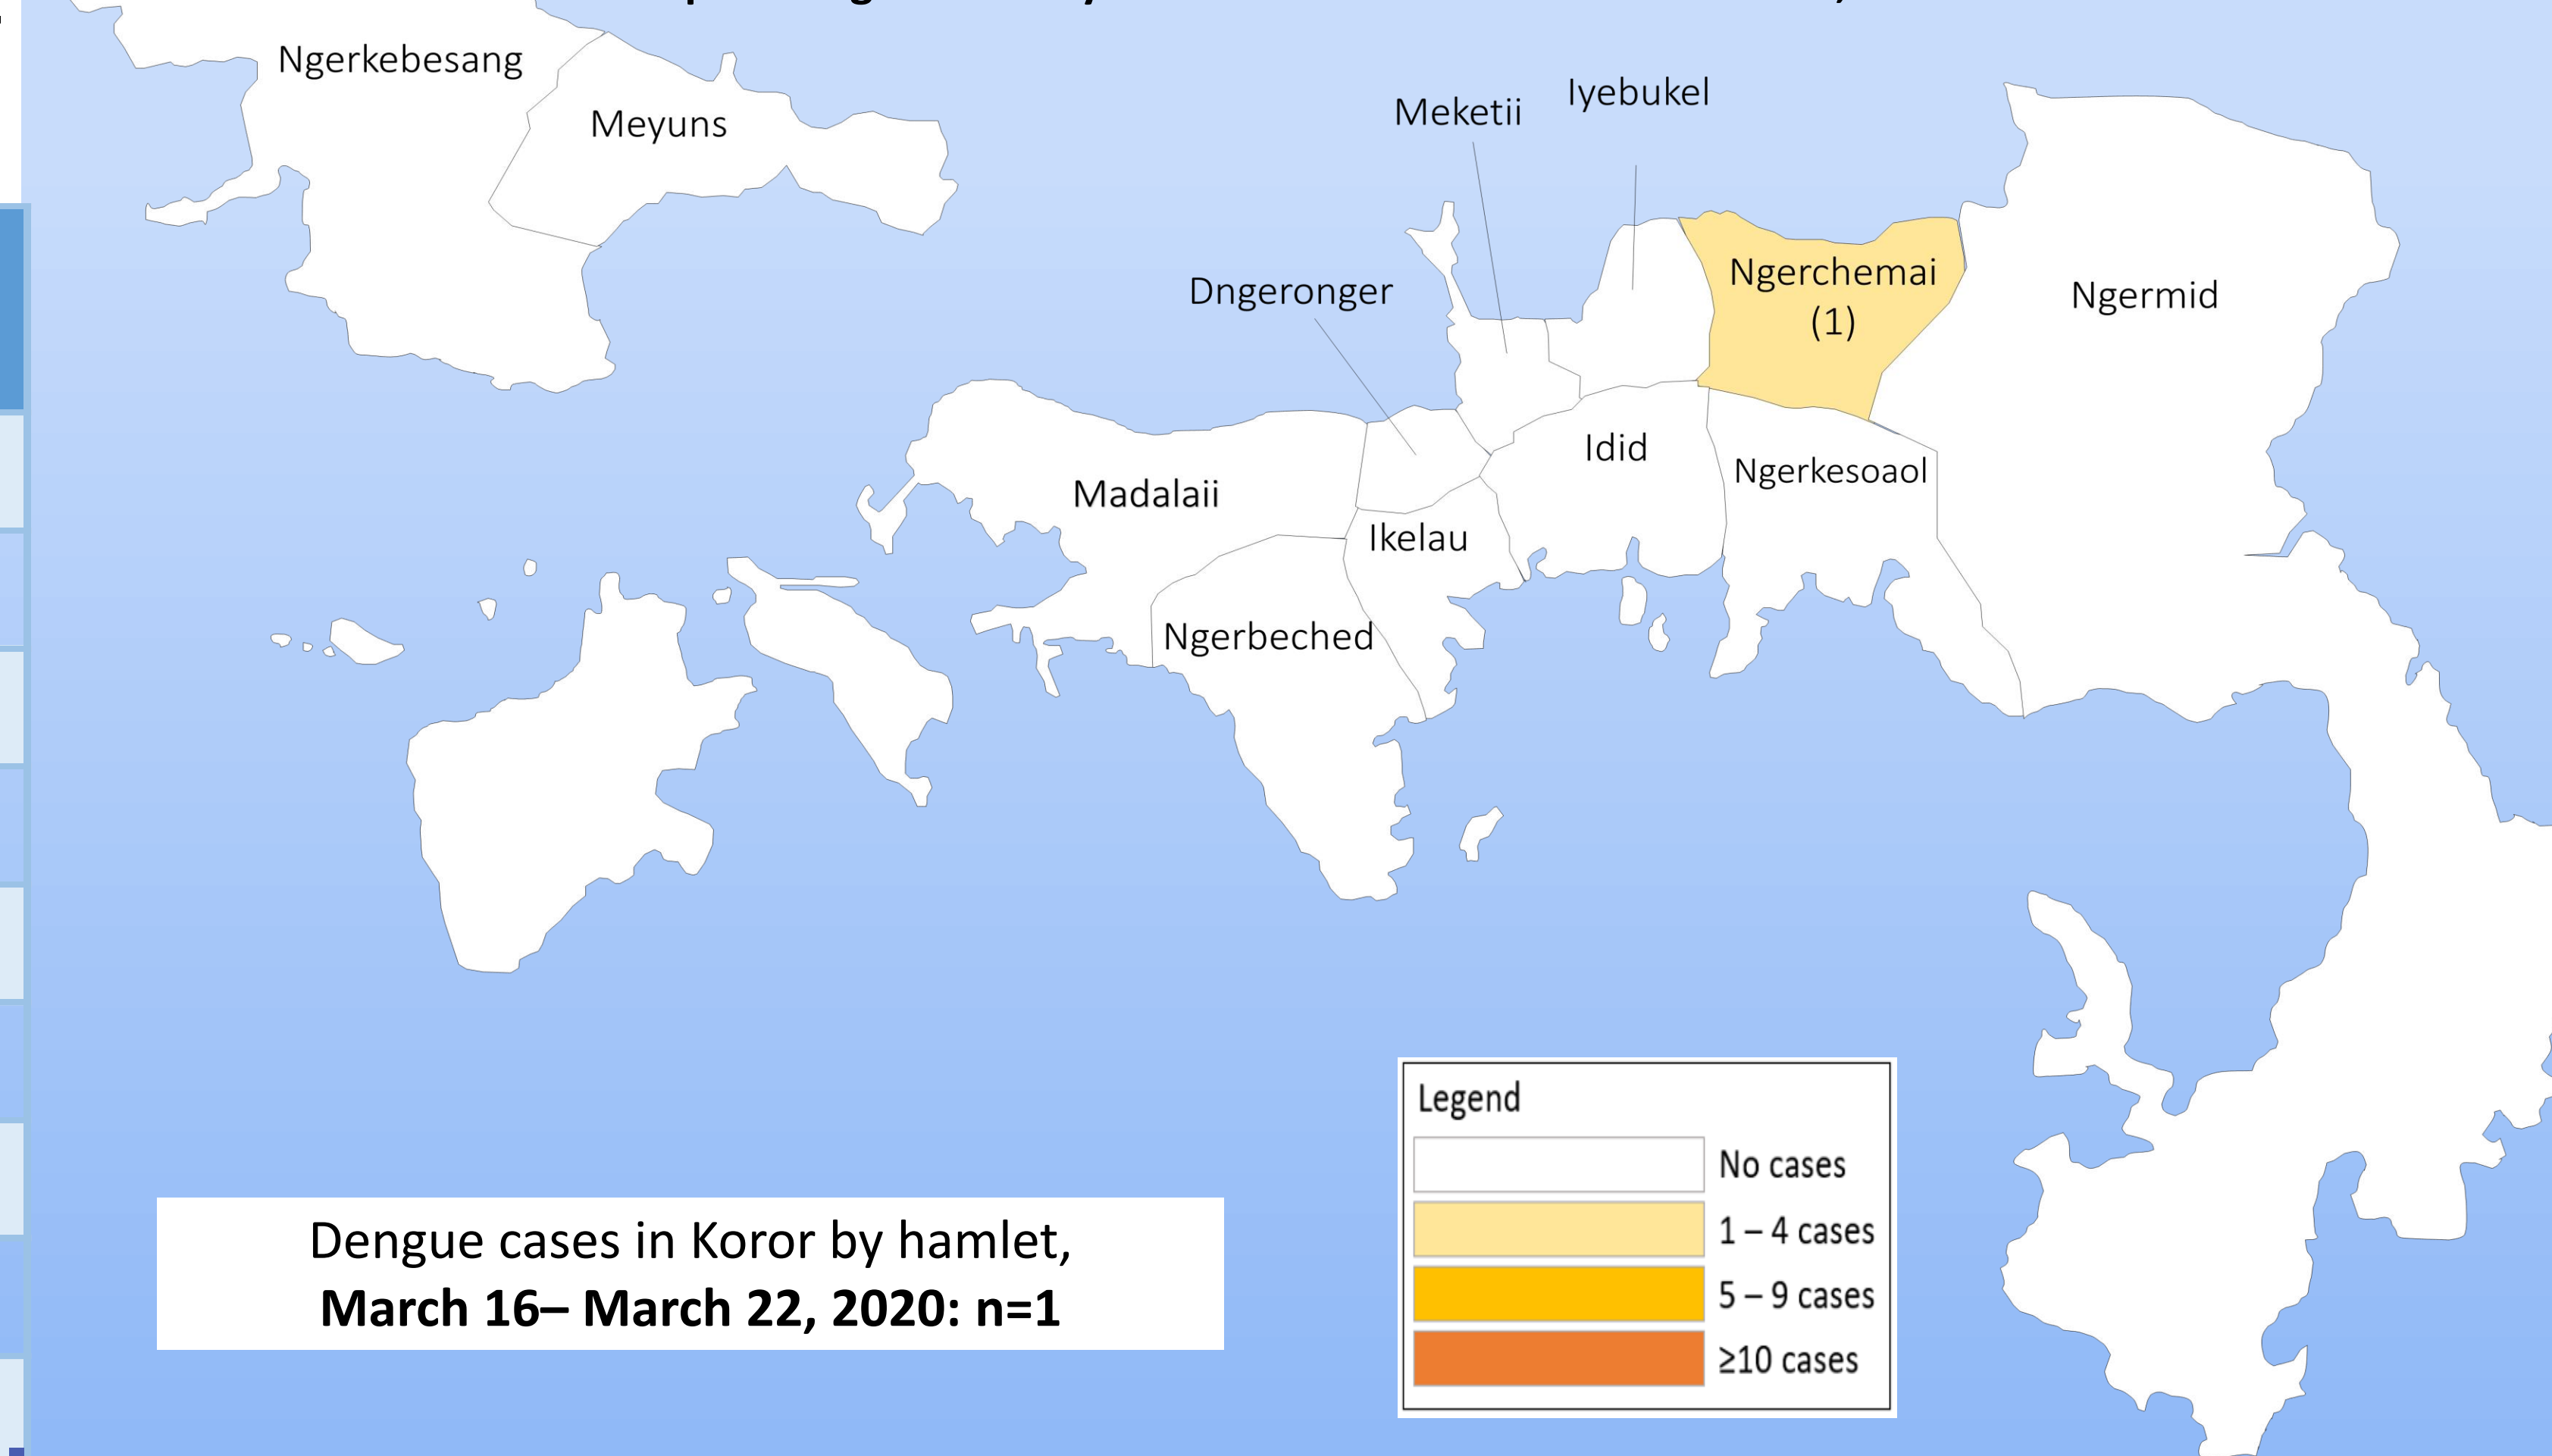 Ngerkebesang
Meyuns
Meketii
Iyebukel
Dngeronger
Ngerchemai
(1)
Ngermid
Madalaii
Idid
Ngerkesoaol
Ikelau
Ngerbeched
Legend
No cases
1 – 4 cases
5 – 9 cases
≥10 cases
Dengue cases in Koror by hamlet,
March 16– March 22, 2020: n=1